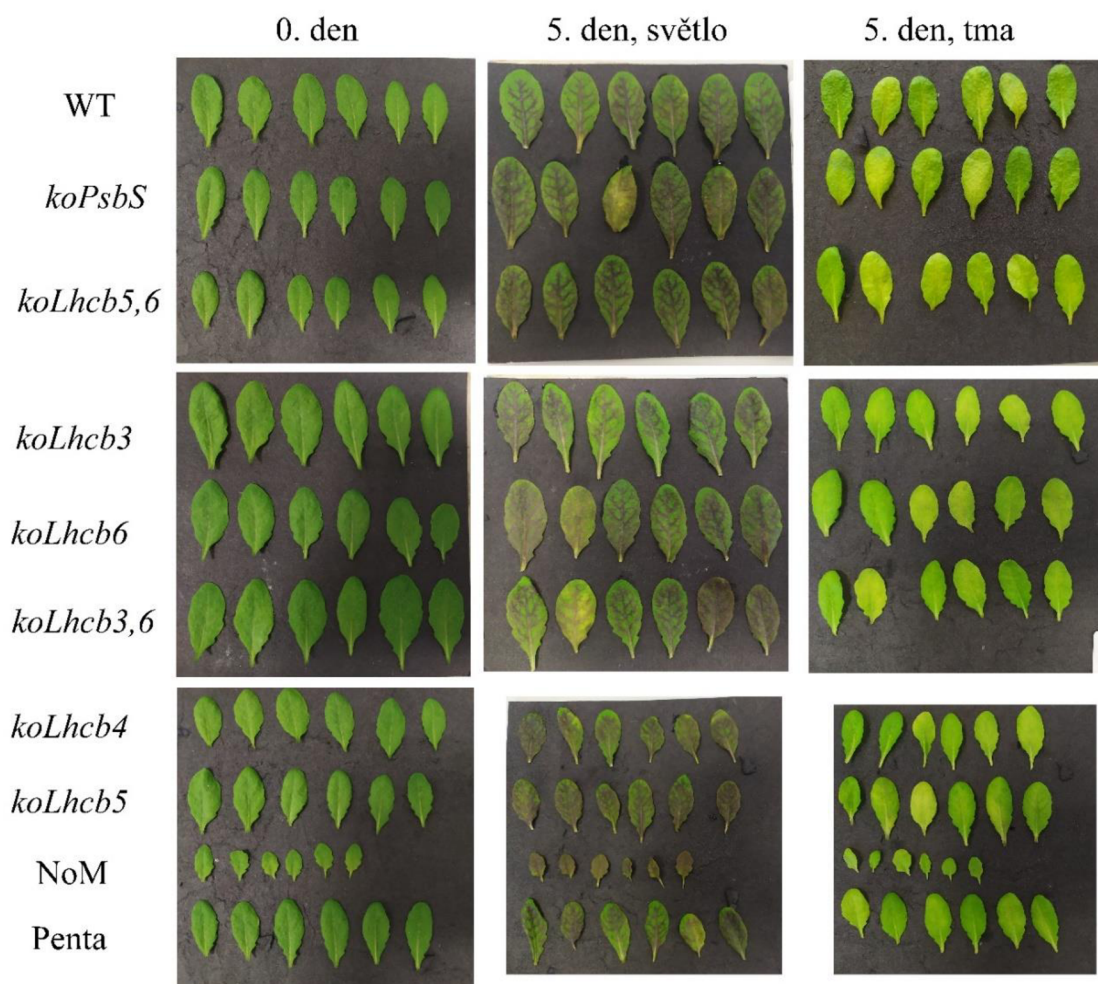 0. den
5. den, světlo
5. den, tma
WT
koPsbS
koLhcb5,6
koLhcb3
koLhcb6
koLhcb3,6
koLhcb4
koLhcb5
NoM
Penta